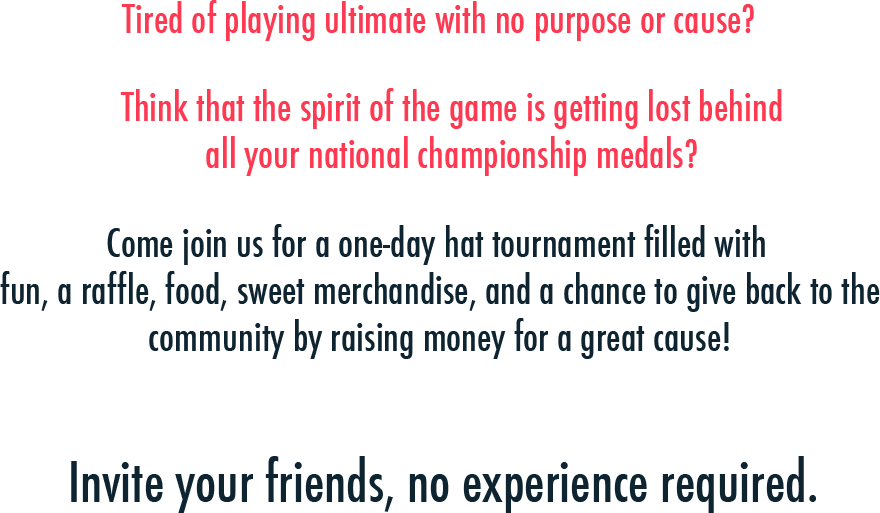 Tired of playing ultimate with no purpose or cause?
Think that the spirit of the game is getting lost behind
all your national championship medals?
Come join us for a one-day hat tournament filled with
fun, a raffle, food, sweet merchandise, and a chance to give back to the
community by raising money for a great cause!
Invite your friends, no experience required.